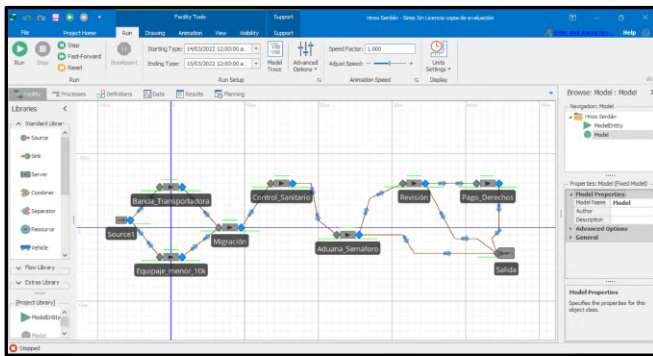 Facility Tools
Support
Hnos Serdán - Simio Sin Licencia copia de evaluación
File
Project Home
Run
Drawing
Animation
View
Visibility
Support
Help
Run
Stop
Step
Fast-Forward
Reset
Run
Breakpoint
Starting Type: 14/03/2022 12:00:00 a...
Ending Type: 15/03/2022 12:00:00 a...
Run Setup
Model Trace
Advanced Options
Speed Factor: 1.000
Adjust Speed:
Animation Speed
Units Settings
Display
Facility
Processes
Definitions
Data
Results
Planning
Browse: Model : Model
Libraries
Standard Library
Source
Sink
Server
Combiner
Separator
Resource
Vehicle
Flow Library
Extras Library
[Project Library]
ModelEntity
Model
Source1
Banda_Transportadora
Equipaje_menor_10k
Migración
Control_Sanitario
Aduana_Semáforo
Revisión
Pago_Derechos
Salida
Navigation: Model
Hnos Serdán
ModelEntity
Model
Properties: Model (Fixed Model)
Model Properties:
Model Name Model
Author
Description
Advanced Options
General
Model Properties
Specifies the properties for this object class.
Stopped